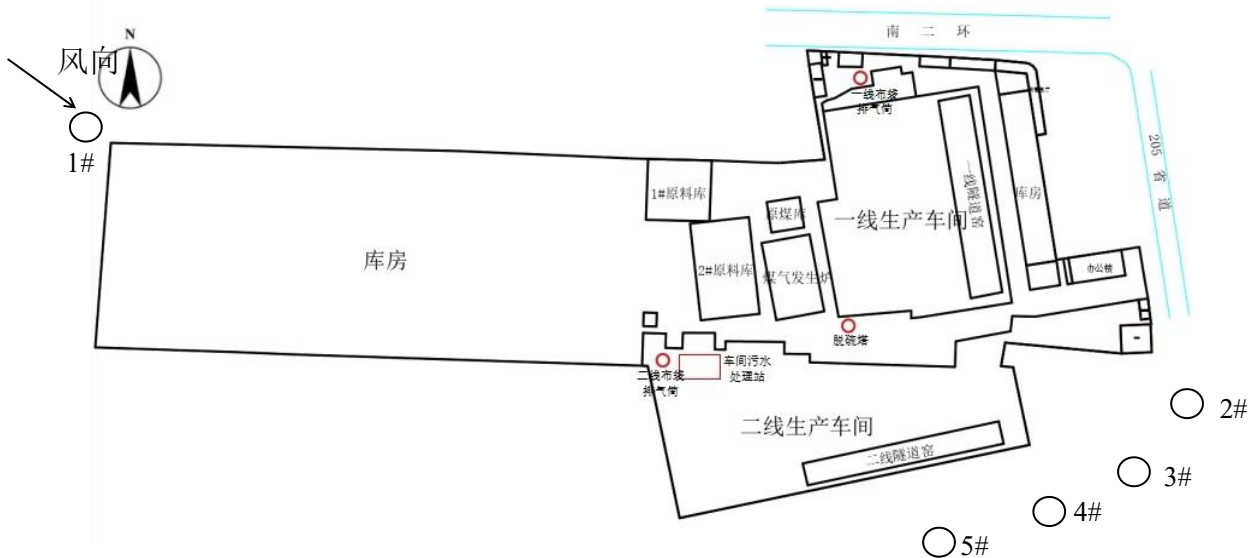 南二环
N
风向
一线布袋
排气筒
1#
205省道
1#原料库
一线隧道窑
库房
原煤库
一线生产车间
库房
2#原料库
煤气发生炉
办公楼
脱硫塔
车间污水
处理站
二线布袋
排气筒
2#
二线生产车间
二线隧道窑
3#
4#
5#